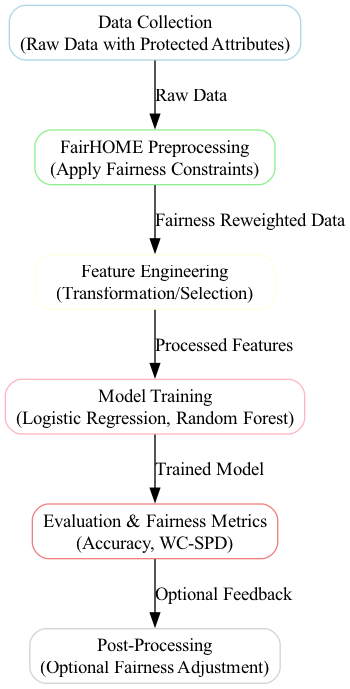 Data Collection
(Raw Data with Protected Attributes)
Raw Data
FairHOME Preprocessing
(Apply Fairness Constraints)
Fairness Reweighted Data
Feature Engineering
(Transformation/Selection)
Processed Features
Model Training
(Logistic Regression, Random Forest)
Trained Model
Evaluation & Fairness Metrics
(Accuracy, WC-SPD)
Optional Feedback
Post-Processing
(Optional Fairness Adjustment)